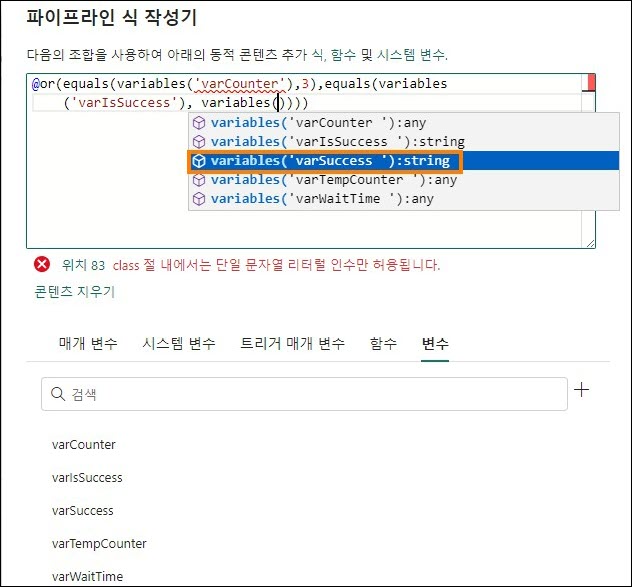 파이프라인 식 작성기
다음의 조합을 사용하여 아래의 동적 콘텐츠 추가 식, 함수 및 시스템 변수.
@or(equals(variables('varCounter'),3),equals(variables
('varIsSuccess'), variables())))
variables('varCounter '):any
variables('varIsSuccess '):string
variables('varSuccess '):string
variables('varTempCounter '):any
variables('varWaitTime '):any
위치 83 class 절 내에서는 단일 문자열 리터럴 인수만 허용됩니다.
콘텐츠 지우기
매개 변수 시스템 변수 트리거 매개 변수 함수 변수
검색
varCounter
varIsSuccess
varSuccess
varTempCounter
varWaitTime